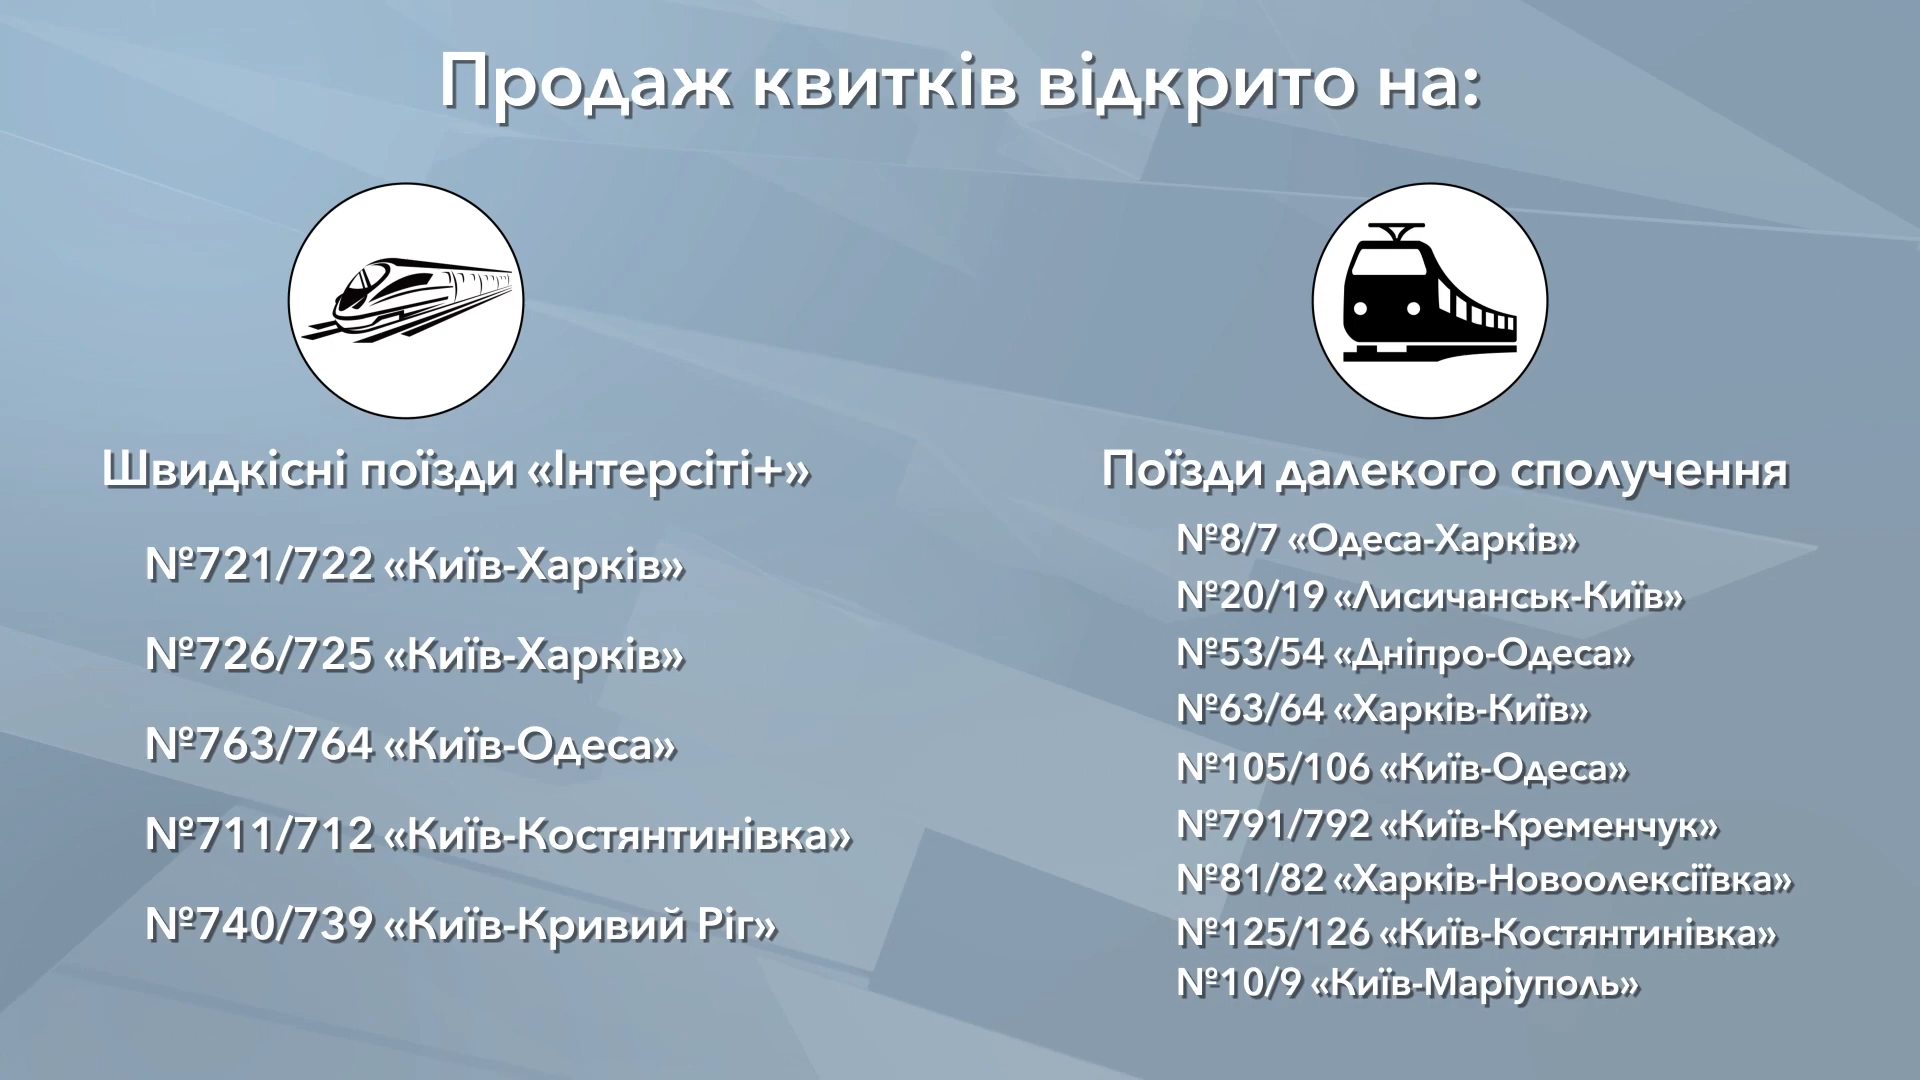 Продаж квитків відкрито на:
Швидкісні поїзди «Інтерсіті+»
№721/722 «Київ-Харків»
№726/725 «Київ-Харків»
№763/764 «Київ-Одеса»
№711/712 «Київ-Костянтинівка»
№740/739 «Київ-Кривий Ріг»
Поїзди далекого сполучення
№8/7 «Одеса-Харків»
№20/19 «Лисичанськ-Київ»
№53/54 «Дніпро-Одеса»
№63/64 «Харків-Київ»
№105/106 «Київ-Одеса»
№791/792 «Київ-Кременчук»
№81/82 «Харків-Новоолексіївка»
№125/126 «Київ-Костянтинівка»
№10/9 «Київ-Маріуполь»